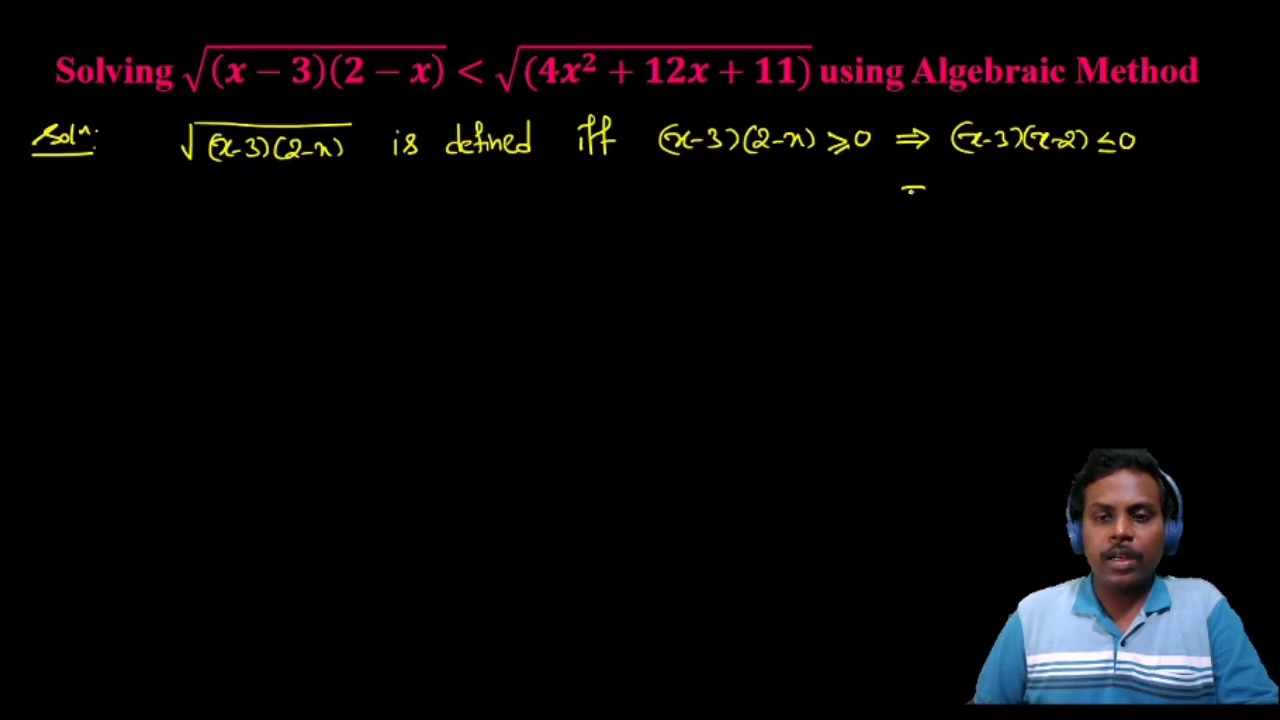 Solving √(x − 3)(2 − x) < √(4x² + 12x + 11) using Algebraic Method
Solⁿ: √(x-3)(2-x) is defined iff (x-3)(2-x) ≥ 0 ⇒ (x-3)(x-2) ≤ 0